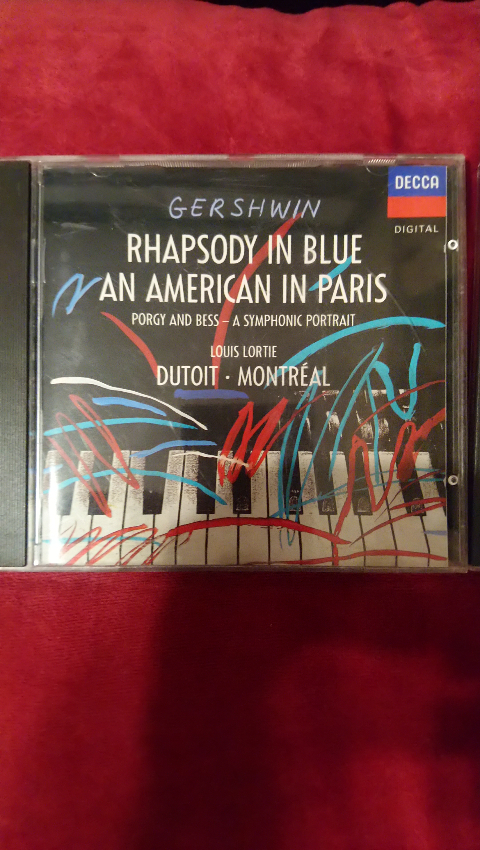 DECCA
GERSHWIN
DIGITAL
RHAPSODY IN BLUE
AN AMERICAN IN PARIS
PORGY AND BESS – A SYMPHONIC PORTRAIT
LOUIS LORTIE
DUTOIT · MONTRÉAL